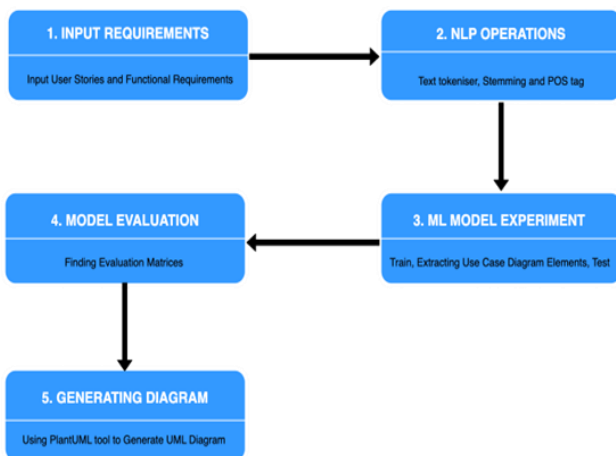 1. INPUT REQUIREMENTS
Input User Stories and Functional Requirements
2. NLP OPERATIONS
Text tokeniser, Stemming and POS tag
3. ML MODEL EXPERIMENT
Train, Extracting Use Case Diagram Elements, Test
4. MODEL EVALUATION
Finding Evaluation Matrices
5. GENERATING DIAGRAM
Using PlantUML tool to Generate UML Diagram